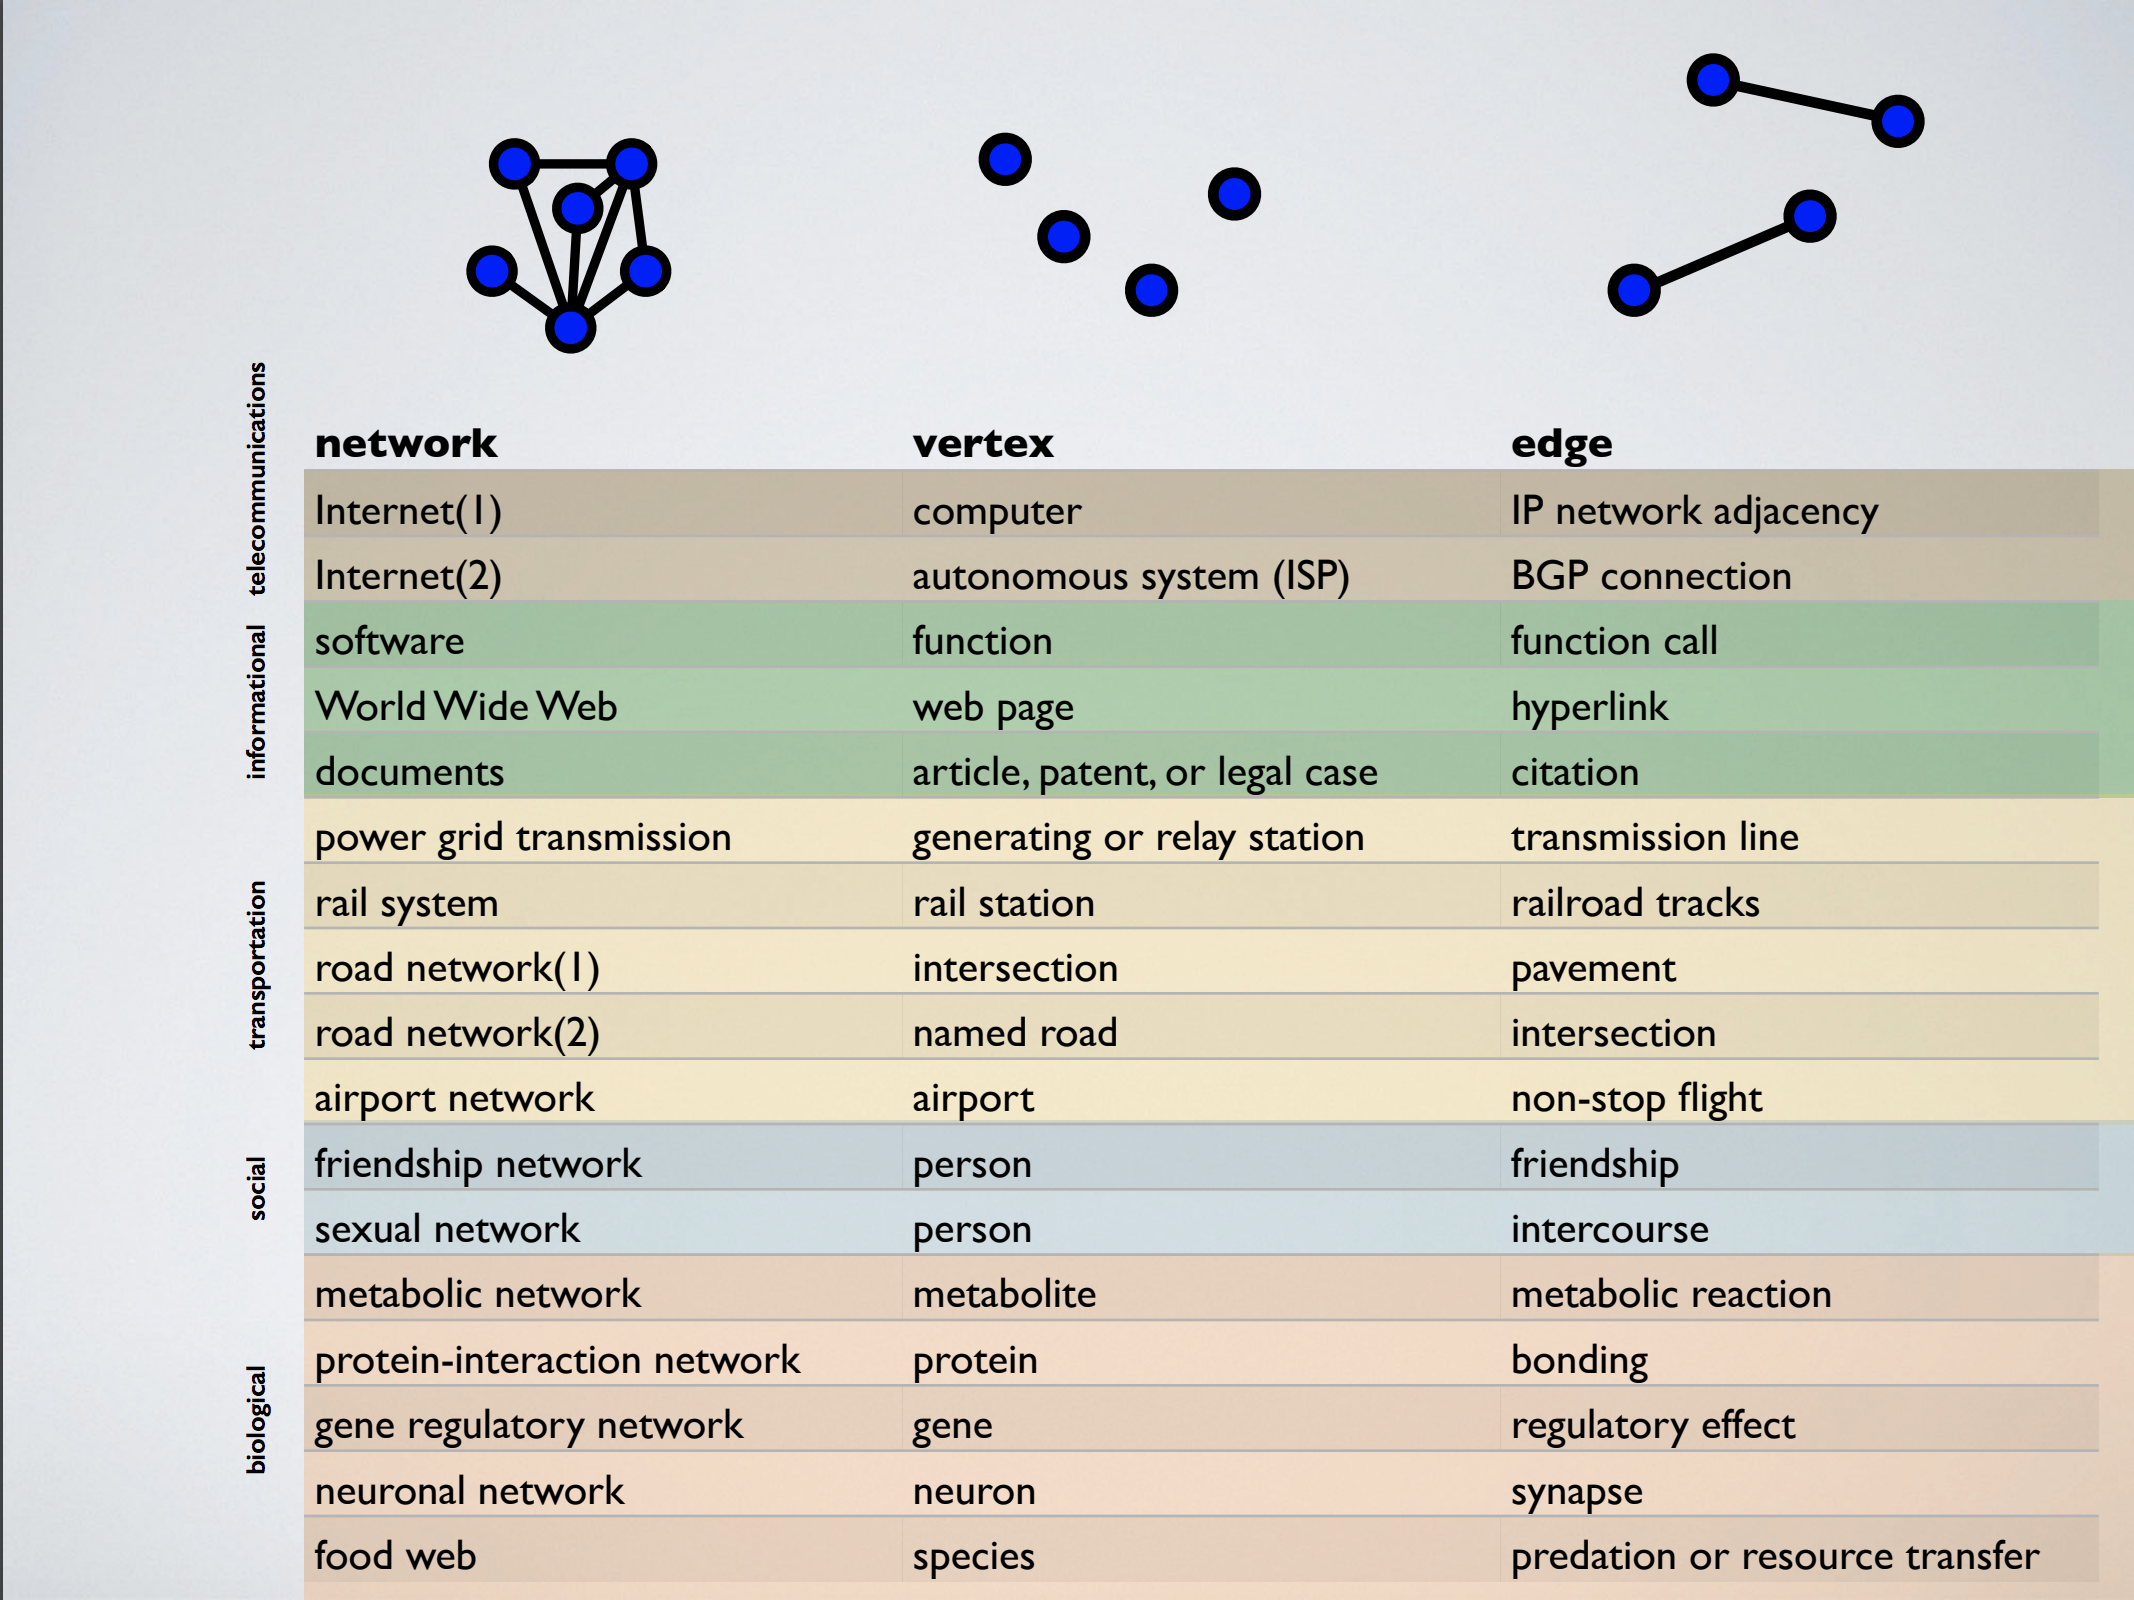 network vertex edge
telecommunications
Internet(1) computer IP network adjacency
Internet(2) autonomous system (ISP) BGP connection
informational
software function function call
World Wide Web web page hyperlink
documents article, patent, or legal case citation
transportation
power grid transmission generating or relay station transmission line
rail system rail station railroad tracks
road network(1) intersection pavement
road network(2) named road intersection
airport network airport non-stop flight
social
friendship network person friendship
sexual network person intercourse
biological
metabolic network metabolite metabolic reaction
protein-interaction network protein bonding
gene regulatory network gene regulatory effect
neuronal network neuron synapse
food web species predation or resource transfer